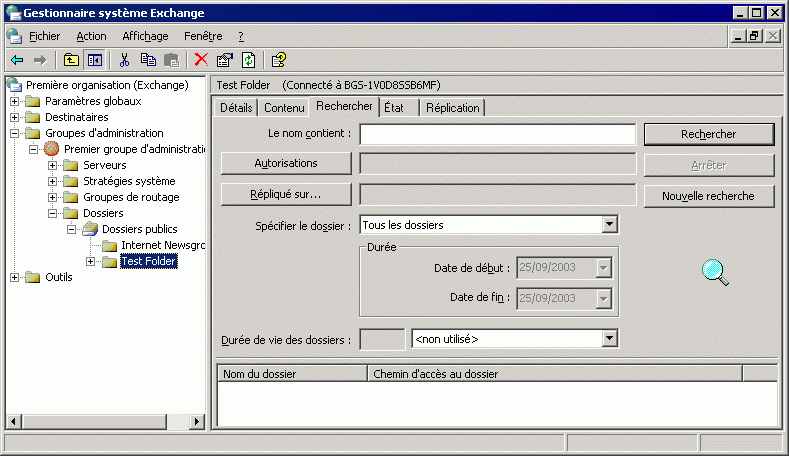 Gestionnaire système Exchange
Fichier Action Affichage Fenêtre ?
Première organisation (Exchange)
Paramètres globaux
Destinataires
Groupes d'administration
Premier groupe d'administratio
Serveurs
Stratégies système
Groupes de routage
Dossiers
Dossiers publics
Internet Newsgro
Test Folder
Outils
Test Folder (Connecté à BGS-1V0D8SSB6MF)
Détails Contenu Rechercher État Réplication
Le nom contient : Rechercher
Autorisations Arrêter
Répliqué sur... Nouvelle recherche
Spécifier le dossier : Tous les dossiers
Durée
Date de début : 25/09/2003
Date de fin : 25/09/2003
Durée de vie des dossiers : <non utilisé>
Nom du dossier Chemin d'accès au dossier